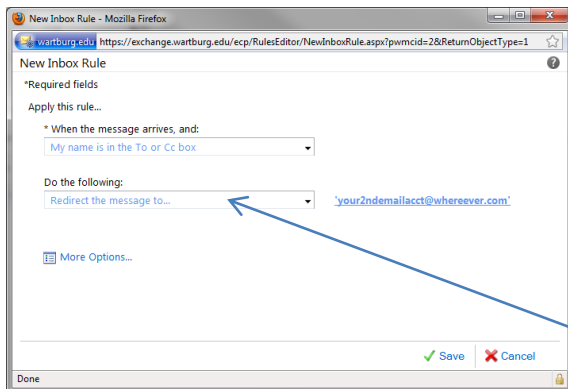 New Inbox Rule - Mozilla Firefox
wartburg.edu https://exchange.wartburg.edu/ecp/RulesEditor/NewInboxRule.aspx?pwmcid=2&ReturnObjectType=1
New Inbox Rule
*Required fields
Apply this rule...
* When the message arrives, and:
My name is in the To or Cc box
Do the following:
Redirect the message to... 'your2ndemailacct@whereever.com'
More Options...
Save Cancel
Done